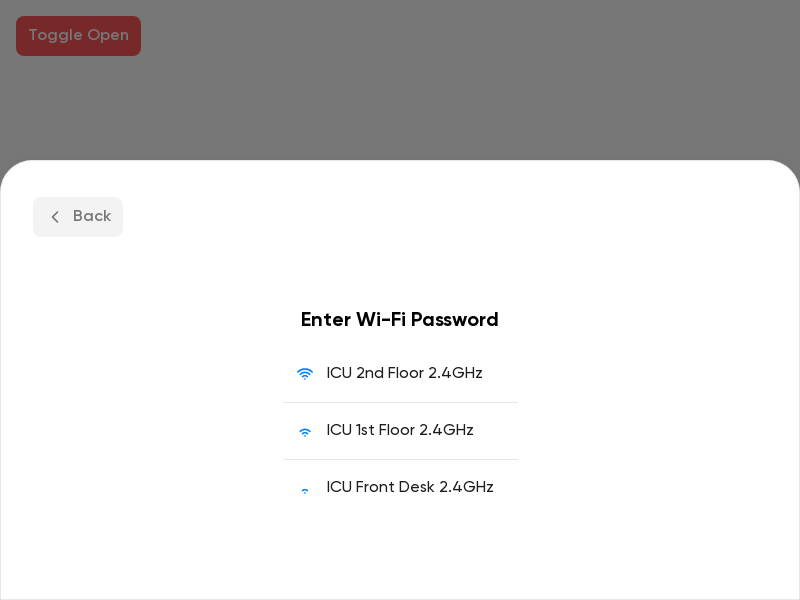 Toggle Open
Back
Enter Wi-Fi Password
ICU 2nd Floor 2.4GHz
ICU 1st Floor 2.4GHz
ICU Front Desk 2.4GHz